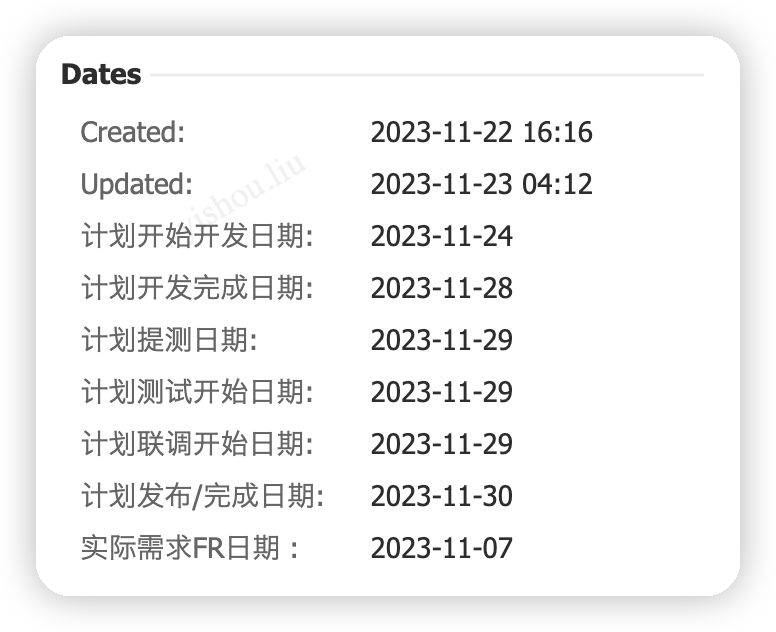 Dates
Created: 2023-11-22 16:16
Updated: 2023-11-23 04:12
计划开始开发日期: 2023-11-24
计划开发完成日期: 2023-11-28
计划提测日期: 2023-11-29
计划测试开始日期: 2023-11-29
计划联调开始日期: 2023-11-29
计划发布/完成日期: 2023-11-30
实际需求FR日期： 2023-11-07